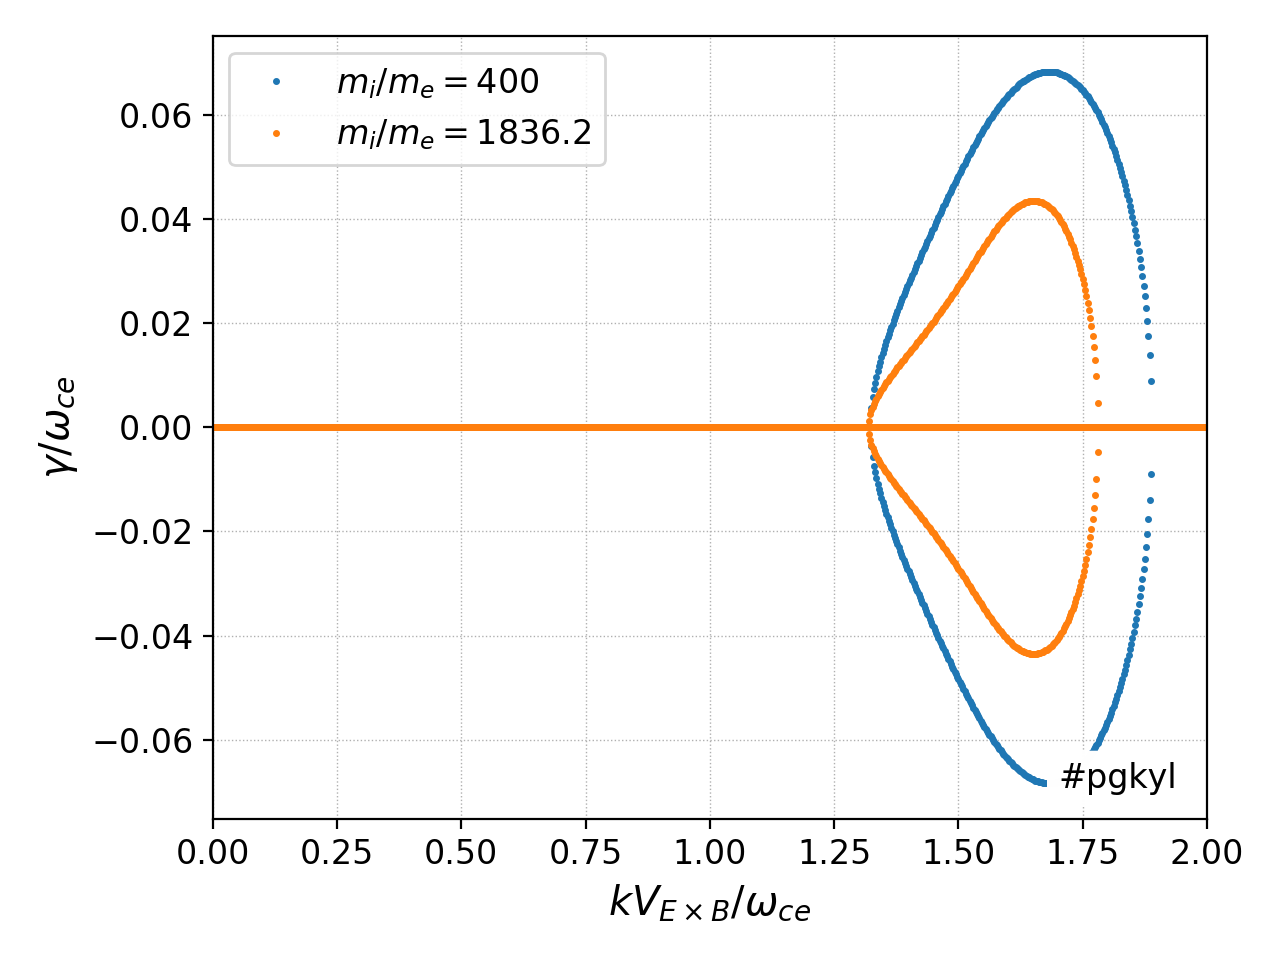 m_i/m_e = 400
m_i/m_e = 1836.2
0.06
0.04
0.02
0.00
−0.02
−0.04
−0.06
γ/ω_ce
#pgkyl
0.00 0.25 0.50 0.75 1.00 1.25 1.50 1.75 2.00
kV_E×B/ω_ce